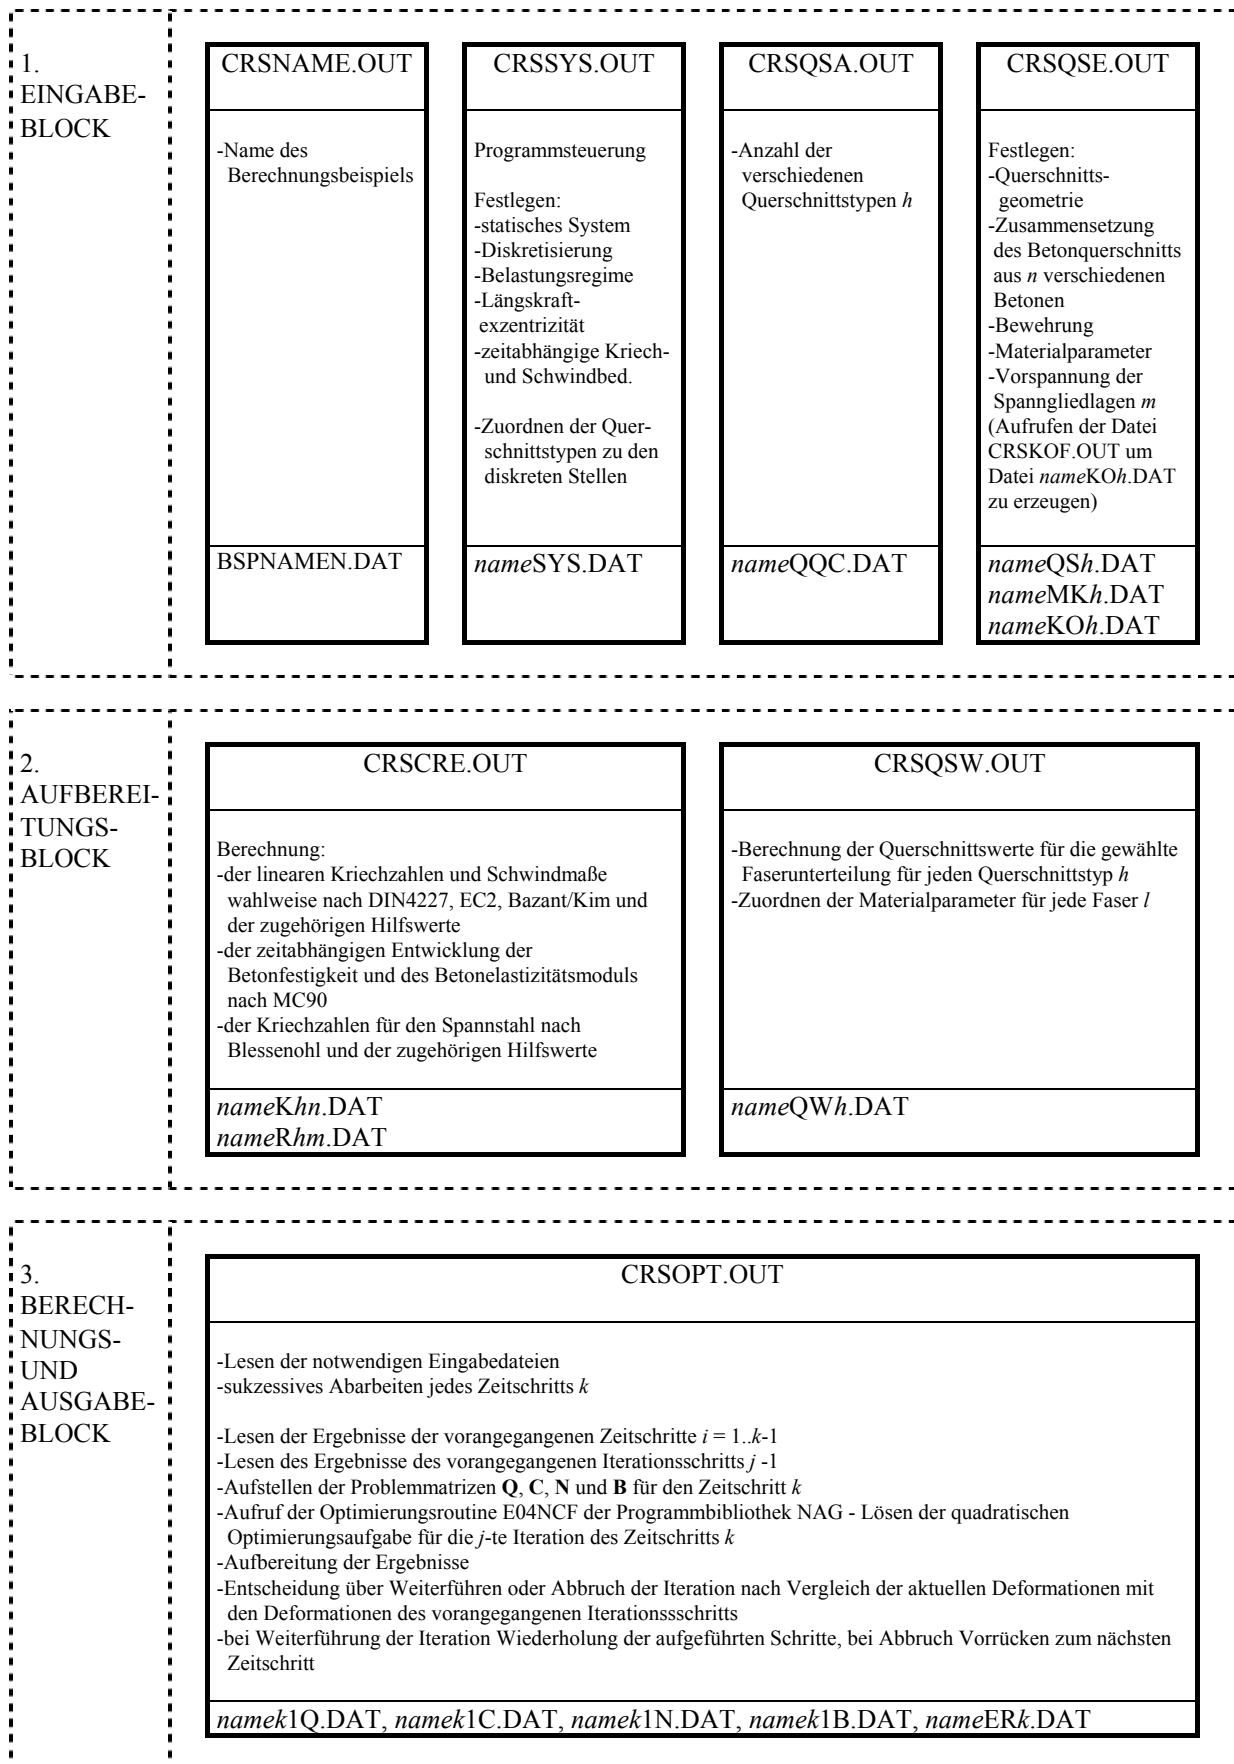 1.
EINGABE-
BLOCK
CRSNAME.OUT
-Name des
Berechnungsbeispiels
BSPNAMEN.DAT
CRSSYS.OUT
Programmsteuerung
Festlegen:
-statisches System
-Diskretisierung
-Belastungsregime
-Längskraft-
exzentrizität
-zeitabhängige Kriech-
und Schwindbed.
-Zuordnen der Quer-
schnittstypen zu den
diskreten Stellen
nameSYS.DAT
CRSQSA.OUT
-Anzahl der
verschiedenen
Querschnittstypen h
nameQQC.DAT
CRSQSE.OUT
Festlegen:
-Querschnitts-
geometrie
-Zusammensetzung
des Betonquerschnitts
aus n verschiedenen
Betonen
-Bewehrung
-Materialparameter
-Vorspannung der
Spanngliedlagen m
(Aufrufen der Datei
CRSKOF.OUT um
Datei nameKOh.DAT
zu erzeugen)
nameQSh.DAT
nameMKh.DAT
nameKOh.DAT
2.
AUFBEREI-
TUNGS-
BLOCK
CRSCRE.OUT
Berechnung:
-der linearen Kriechzahlen und Schwindmaße
wahlweise nach DIN4227, EC2, Bazant/Kim und
der zugehörigen Hilfswerte
-der zeitabhängigen Entwicklung der
Betonfestigkeit und des Betonelastizitätsmoduls
nach MC90
-der Kriechzahlen für den Spannstahl nach
Blessenohl und der zugehörigen Hilfswerte
nameKhn.DAT
nameRhm.DAT
CRSQSW.OUT
-Berechnung der Querschnittswerte für die gewählte
Faserunterteilung für jeden Querschnittstyp h
-Zuordnen der Materialparameter für jede Faser l
nameQWh.DAT
3.
BERECH-
NUNGS-
UND
AUSGABE-
BLOCK
CRSOPT.OUT
-Lesen der notwendigen Eingabedateien
-sukzessives Abarbeiten jedes Zeitschritts k
-Lesen der Ergebnisse der vorangegangenen Zeitschritte i = 1..k-1
-Lesen des Ergebnisse des vorangegangenen Iterationsschritts j -1
-Aufstellen der Problemmatrizen Q, C, N und B für den Zeitschritt k
-Aufruf der Optimierungsroutine E04NCF der Programmbibliothek NAG - Lösen der quadratischen
Optimierungsaufgabe für die j-te Iteration des Zeitschritts k
-Aufbereitung der Ergebnisse
-Entscheidung über Weiterführen oder Abbruch der Iteration nach Vergleich der aktuellen Deformationen mit
den Deformationen des vorangegangenen Iterationssschritts
-bei Weiterführung der Iteration Wiederholung der aufgeführten Schritte, bei Abbruch Vorrücken zum nächsten
Zeitschritt
namek1Q.DAT, namek1C.DAT, namek1N.DAT, namek1B.DAT, nameERk.DAT